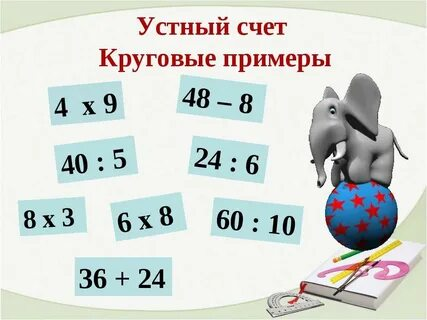 Устный счет
Круговые примеры
4 х 9
48 – 8
40 : 5
24 : 6
8 х 3
6 х 8
60 : 10
36 + 24